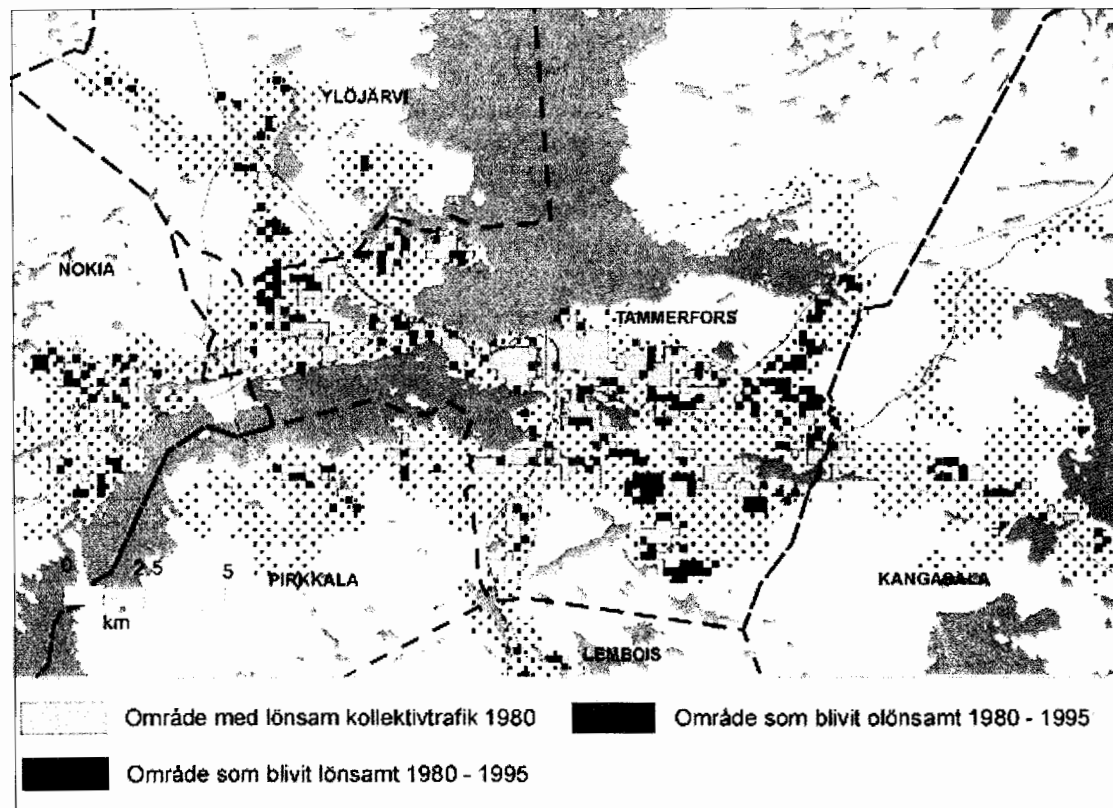 YLÖJÄRVI
NOKIA
TAMMERFORS
0 2.5 5
PIRKKALA
KANGASALA
km
LEMBOIS
Område med lönsam kollektivtrafik 1980
Område som blivit olönsamt 1980 - 1995
Område som blivit lönsamt 1980 - 1995